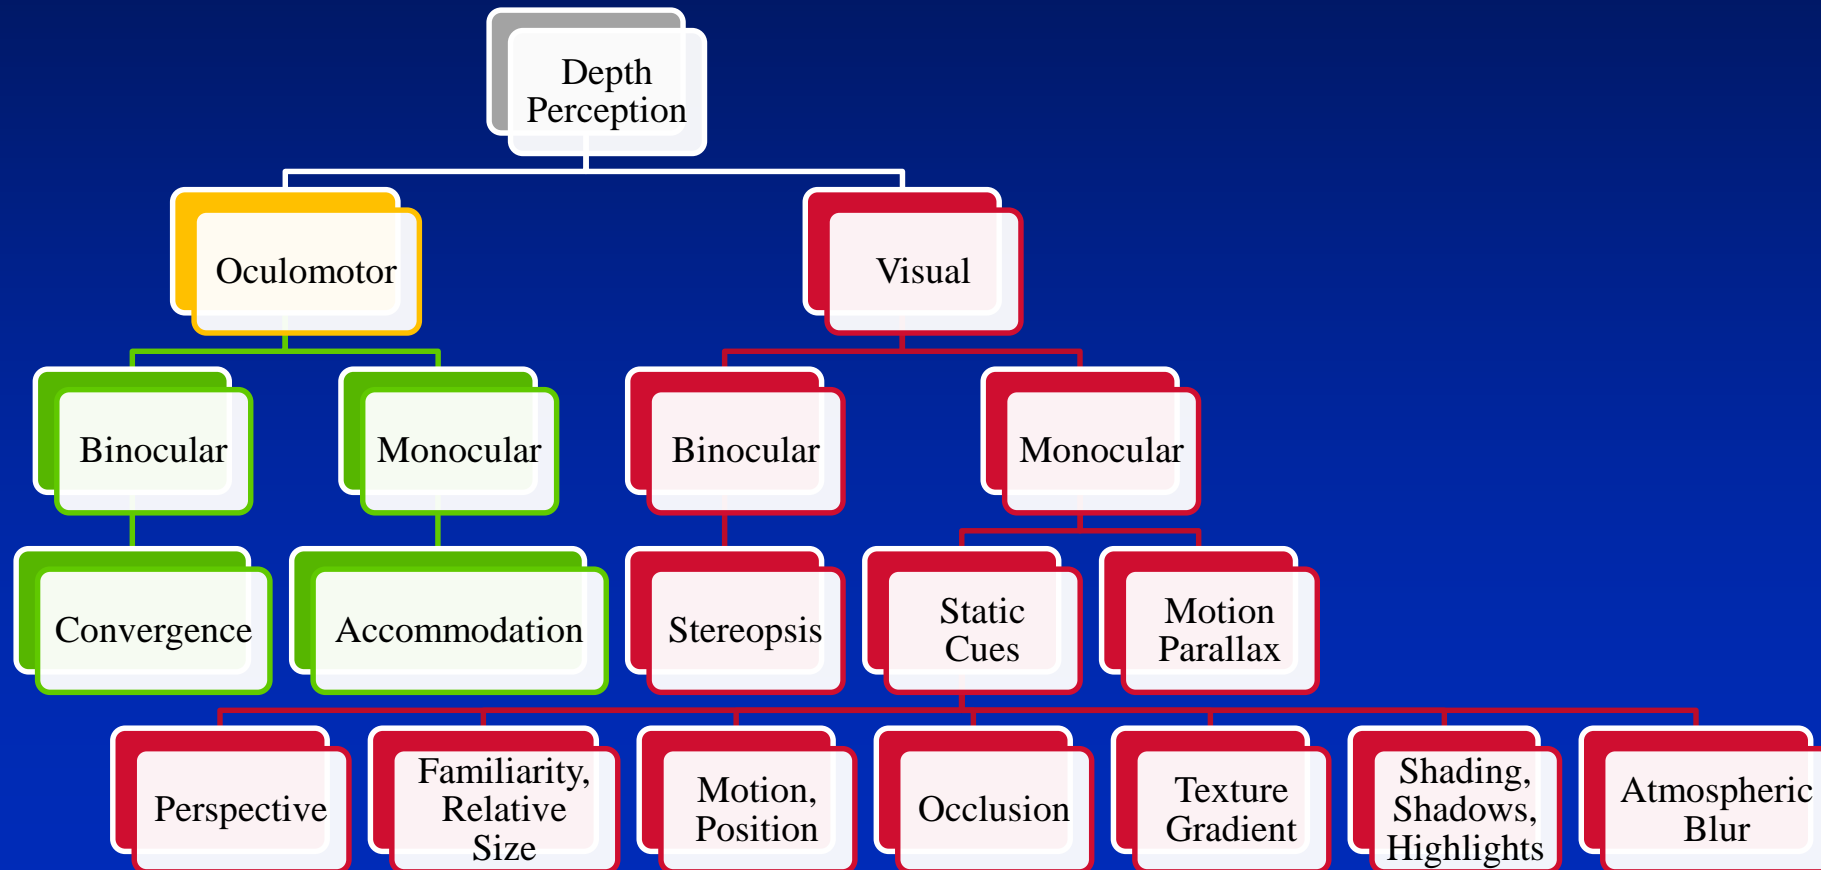 Depth
Perception
Oculomotor
Visual
Binocular
Monocular
Binocular
Monocular
Convergence
Accommodation
Stereopsis
Static
Cues
Motion
Parallax
Perspective
Familiarity,
Relative
Size
Motion,
Position
Occlusion
Texture
Gradient
Shading,
Shadows,
Highlights
Atmospheric
Blur